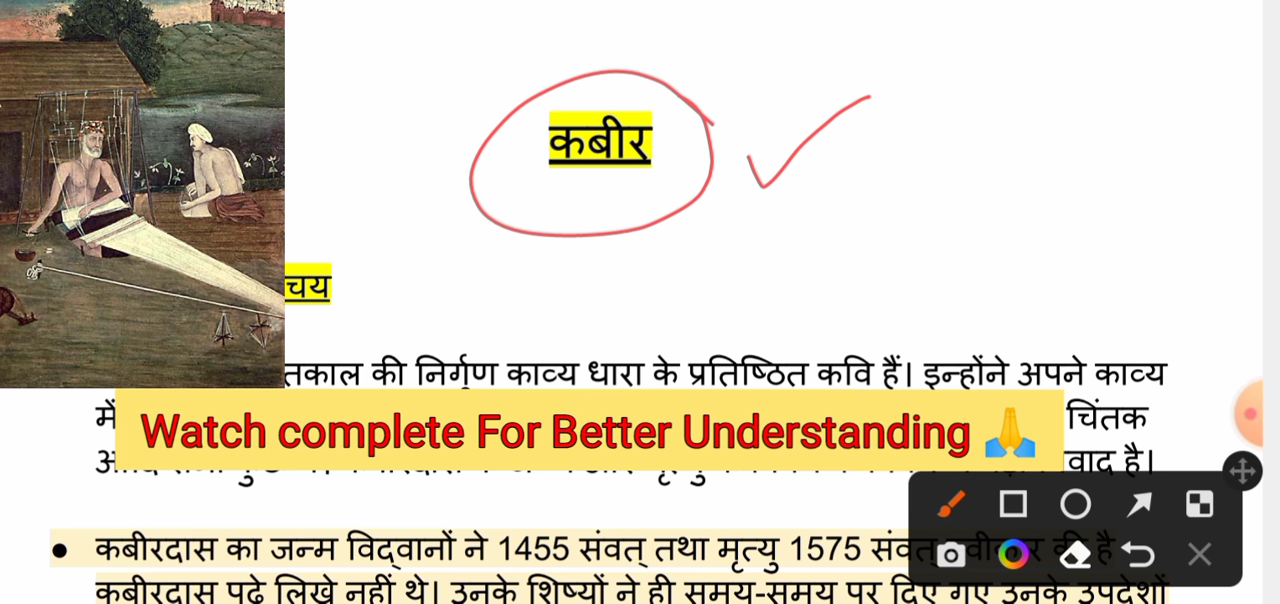 कबीर
चय
तकाल की निर्गुण काव्य धारा के प्रतिष्ठित कवि हैं। इन्होंने अपने काव्य
में चिंतक
Watch complete For Better Understanding 🙏
वाद है।
● कबीरदास का जन्म विद्वानों ने 1455 संवत् तथा मृत्यु 1575 संवत् की है
कबीरदास पढ़े लिखे नहीं थे। उनके शिष्यों ने ही समय-समय पर दिए गए उनके उपदेशों